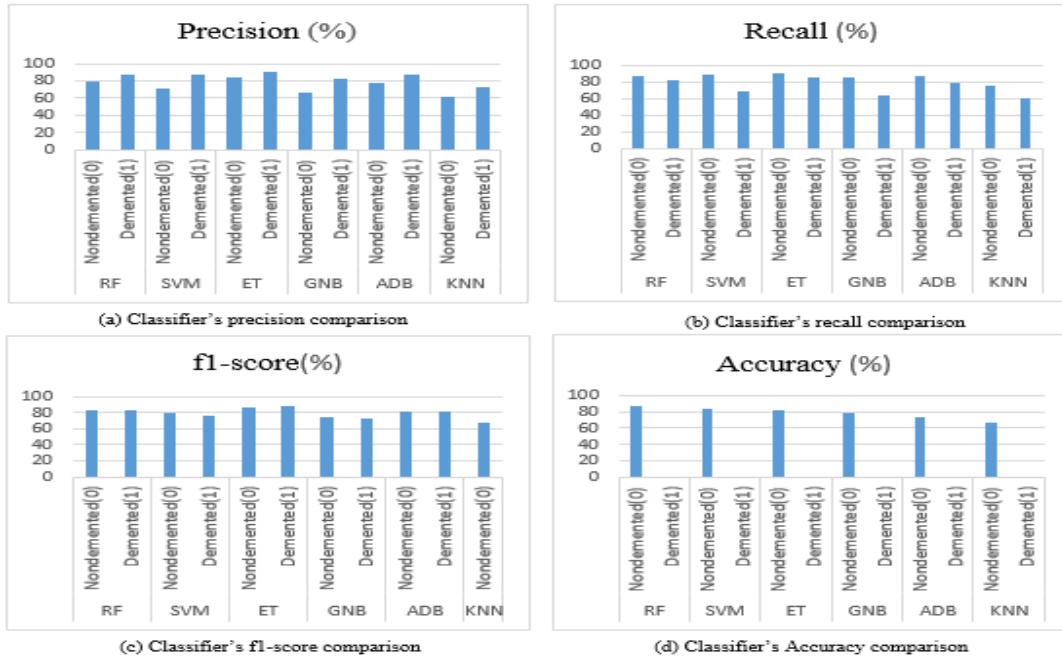 Precision (%)
100
80
60
40
20
0
Nondemented(0)
Demented(1)
Nondemented(0)
Demented(1)
Nondemented(0)
Demented(1)
Nondemented(0)
Demented(1)
Nondemented(0)
Demented(1)
Nondemented(0)
Demented(1)
RF SVM ET GNB ADB KNN
(a) Classifier's precision comparison
Recall (%)
100
80
60
40
20
0
Nondemented(0)
Demented(1)
Nondemented(0)
Demented(1)
Nondemented(0)
Demented(1)
Nondemented(0)
Demented(1)
Nondemented(0)
Demented(1)
Nondemented(0)
Demented(1)
RF SVM ET GNB ADB KNN
(b) Classifier's recall comparison
f1-score(%)
100
80
60
40
20
0
Nondemented(0)
Demented(1)
Nondemented(0)
Demented(1)
Nondemented(0)
Demented(1)
Nondemented(0)
Demented(1)
Nondemented(0)
Demented(1)
Nondemented(0)
RF SVM ET GNB ADB KNN
(c) Classifier's f1-score comparison
Accuracy (%)
100
80
60
40
20
0
Nondemented(0)
Demented(1)
Nondemented(0)
Demented(1)
Nondemented(0)
Demented(1)
Nondemented(0)
Demented(1)
Nondemented(0)
Demented(1)
Nondemented(0)
Demented(1)
RF SVM ET GNB ADB KNN
(d) Classifier's Accuracy comparison